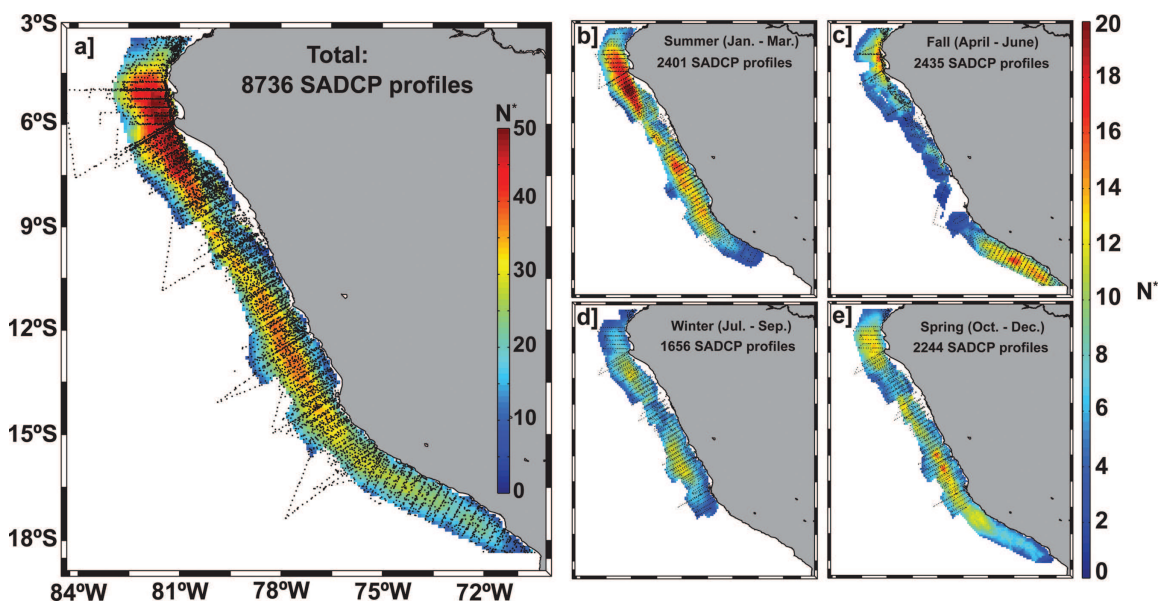 a]
Total:
8736 SADCP profiles
N*
50
40
30
20
10
0
3ºS
6ºS
9ºS
12ºS
15ºS
18ºS
84ºW
81ºW
78ºW
75ºW
72ºW
b]
Summer (Jan. - Mar.)
2401 SADCP profiles
c]
Fall (April - June)
2435 SADCP profiles
d]
Winter (Jul. - Sep.)
1656 SADCP profiles
e]
Spring (Oct. - Dec.)
2244 SADCP profiles
20
18
16
14
12
10
8
6
4
2
0
N*